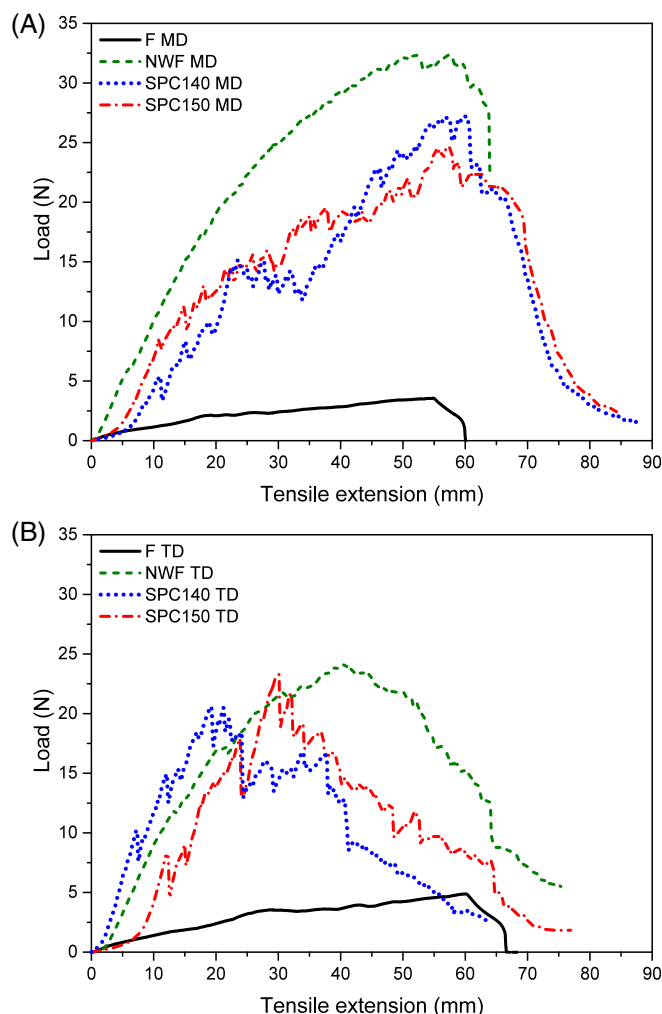 (A)
35
30
25
20
15
10
5
0
Load (N)
F MD
NWF MD
SPC140 MD
SPC150 MD
0 10 20 30 40 50 60 70 80 90
Tensile extension (mm)
(B)
35
30
25
20
15
10
5
0
Load (N)
F TD
NWF TD
SPC140 TD
SPC150 TD
0 10 20 30 40 50 60 70 80 90
Tensile extension (mm)